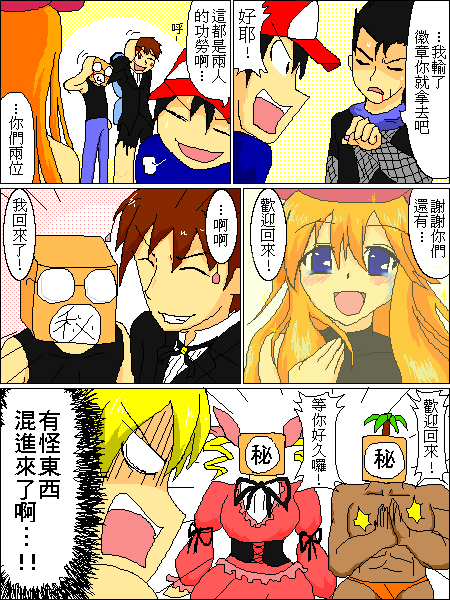 …我輸了
徽章你就拿去吧
好耶！
這都是兩人
的功勞啊…
呼～
…你們兩位
謝謝你們
還有…
歡迎回來！
…啊啊
我回來了！
秘
歡迎回來！
秘
等你好久囉！
秘
有怪東西
混進來了啊…!!